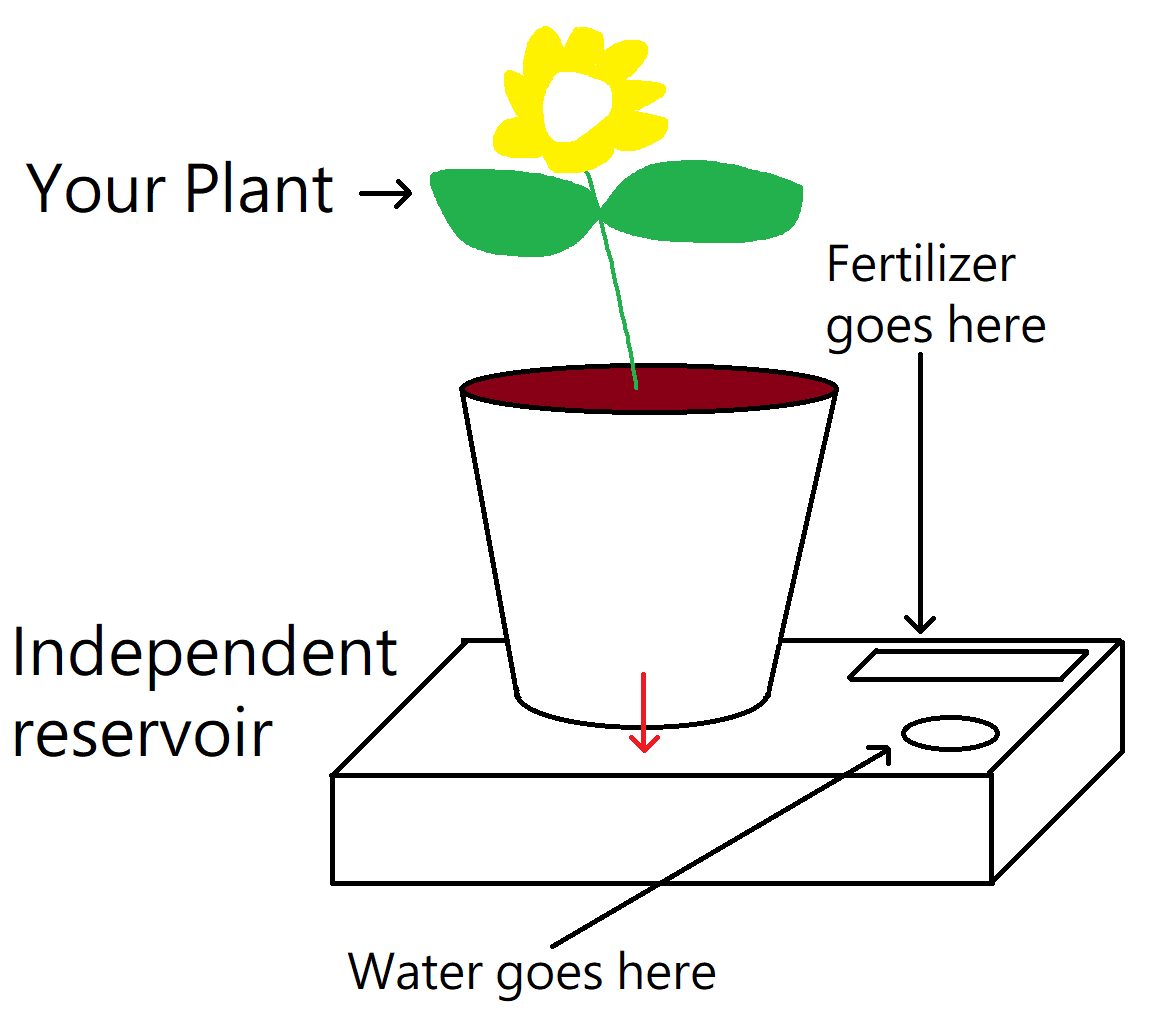 Your Plant
Fertilizer
goes here
Independent
reservoir
Water goes here